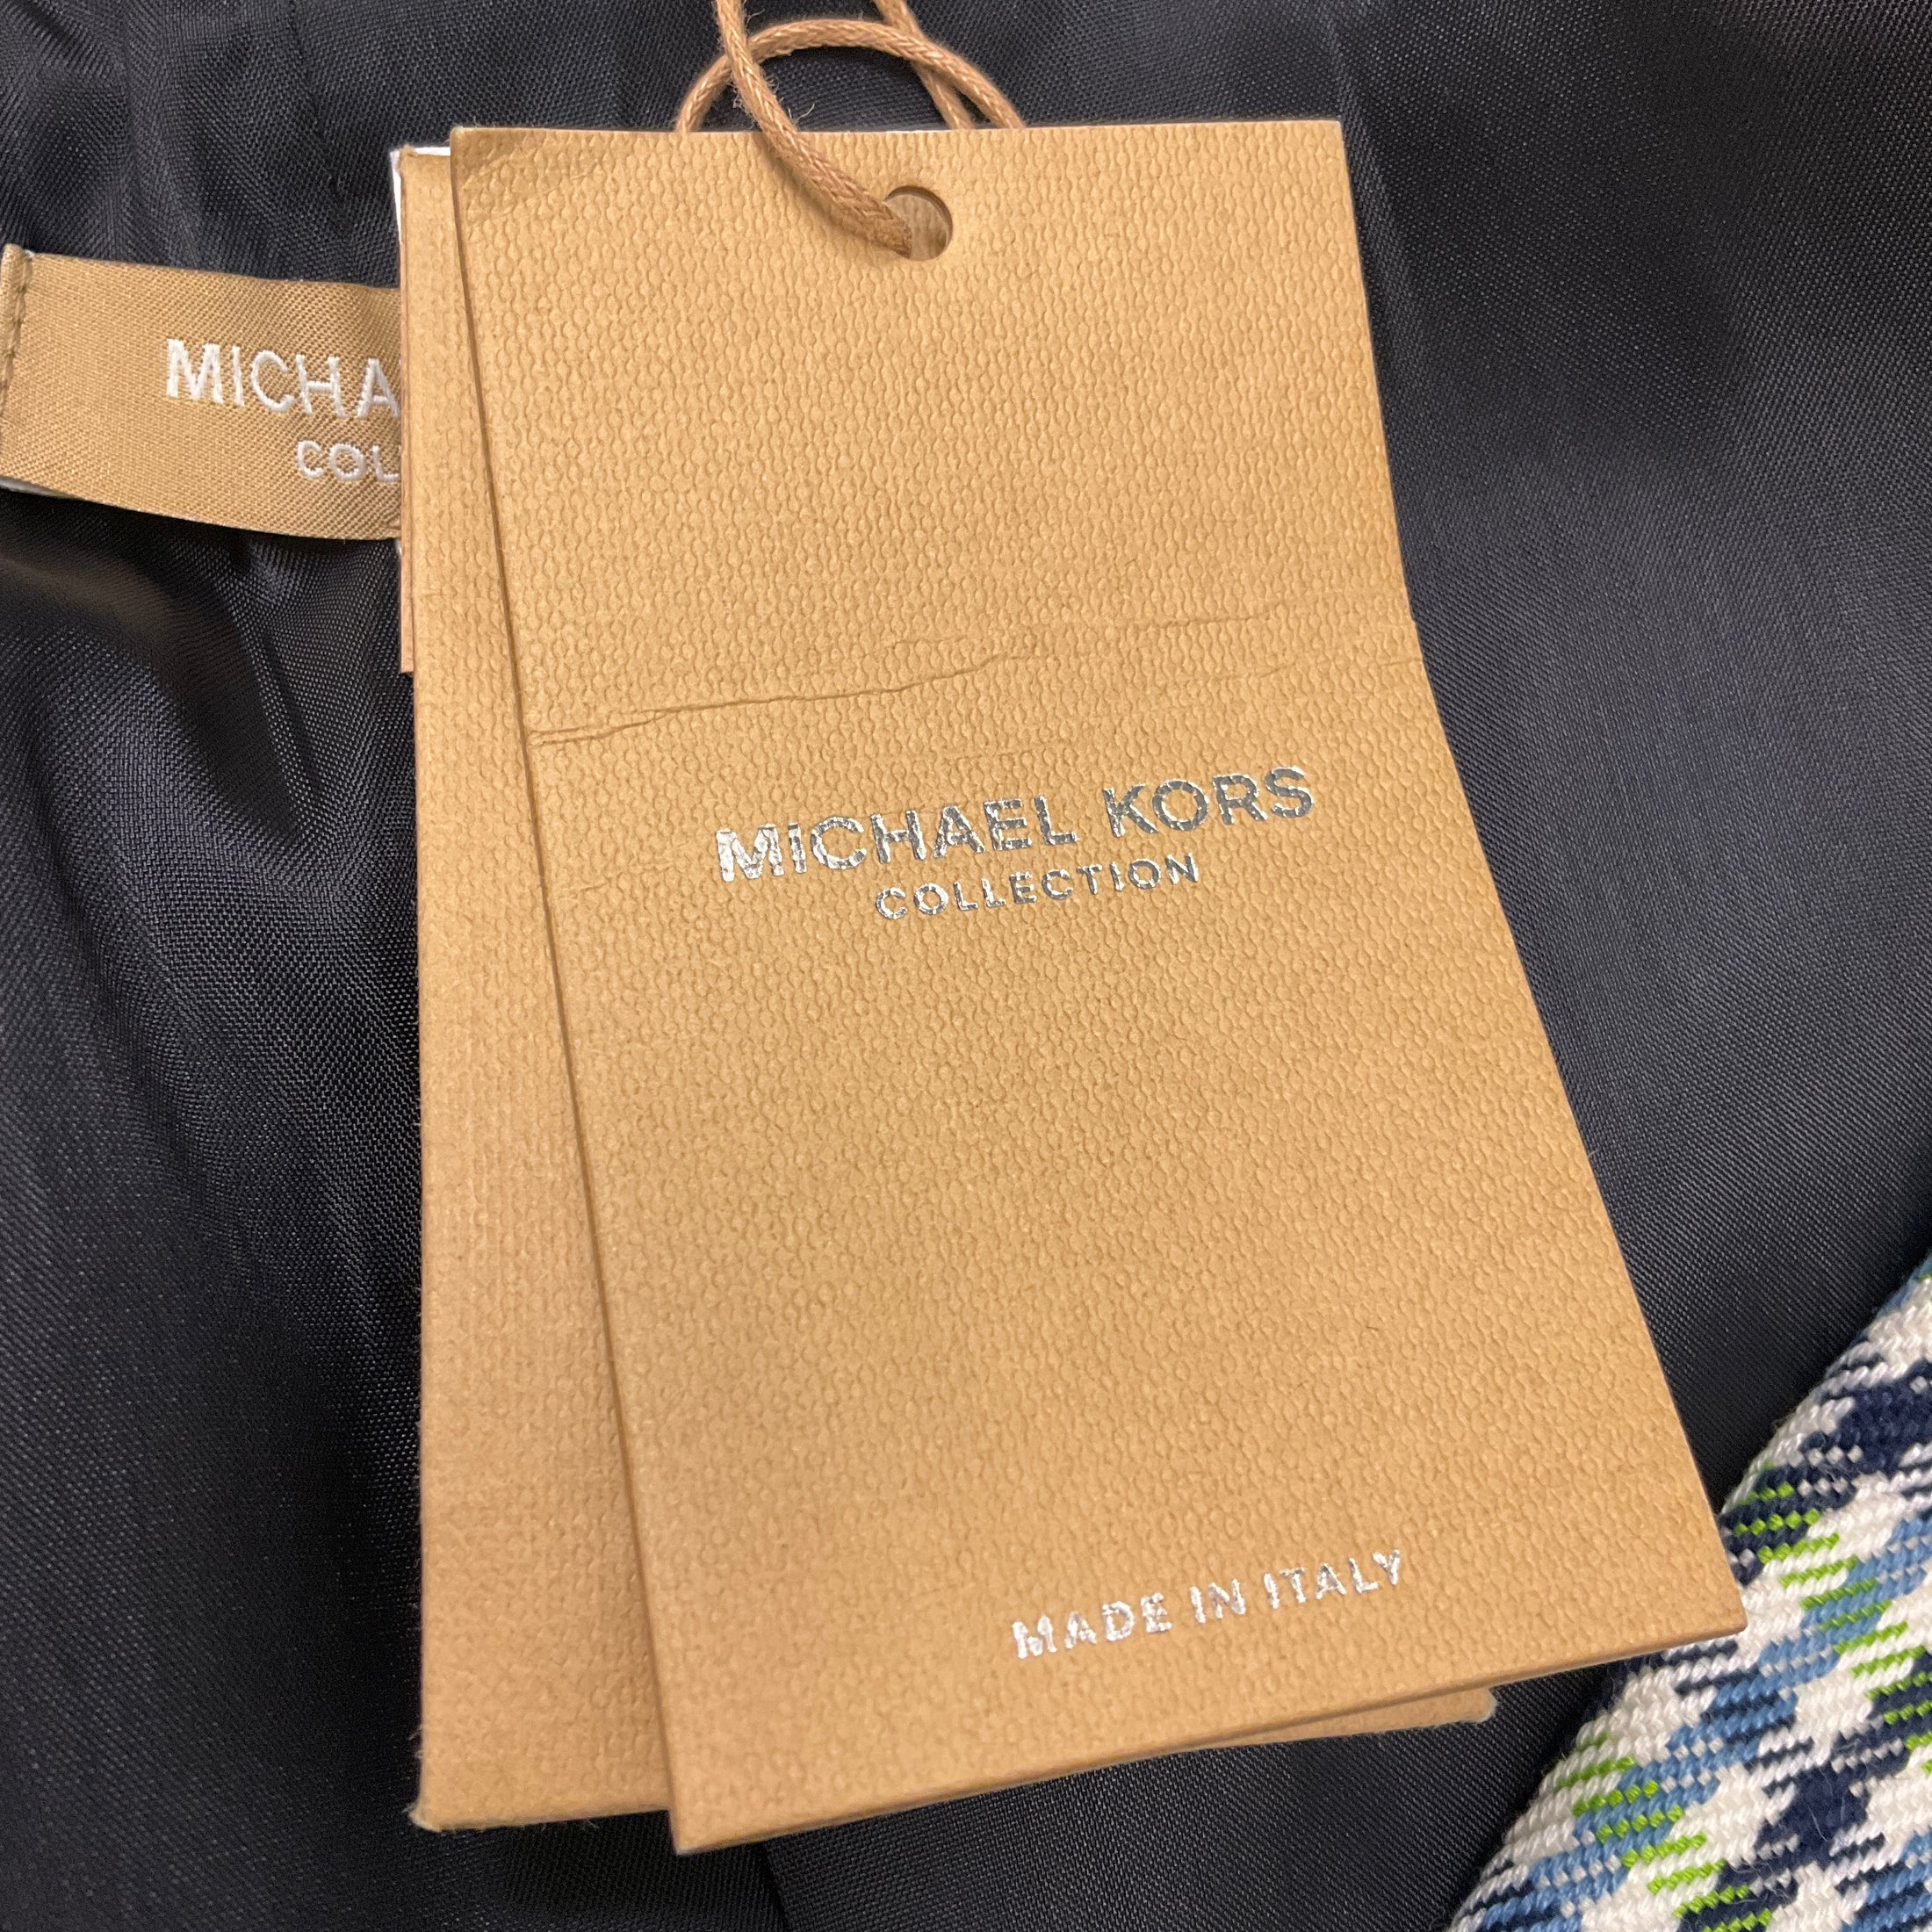 MICHA
COL
MICHAEL KORS
COLLECTION
MADE IN ITALY